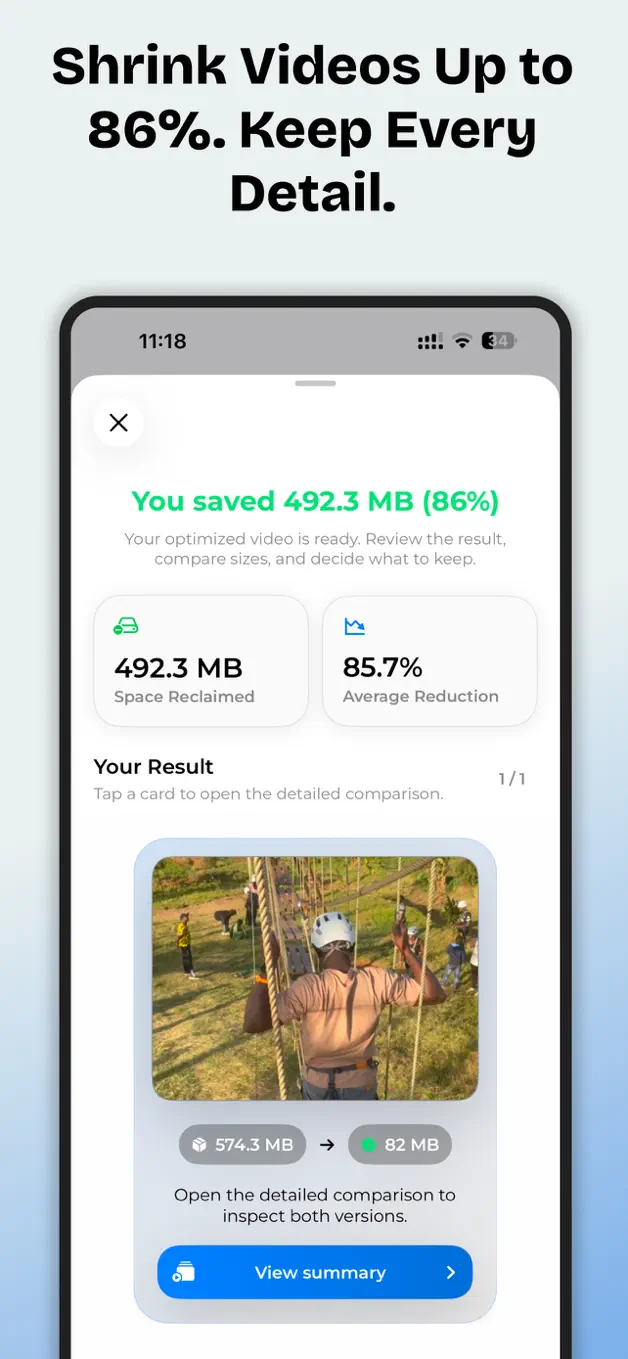 Shrink Videos Up to
86%. Keep Every
Detail.
11:18
34
You saved 492.3 MB (86%)
Your optimized video is ready. Review the result,
compare sizes, and decide what to keep.
492.3 MB
Space Reclaimed
85.7%
Average Reduction
Your Result
Tap a card to open the detailed comparison.
1 / 1
574.3 MB → 82 MB
Open the detailed comparison to
inspect both versions.
View summary